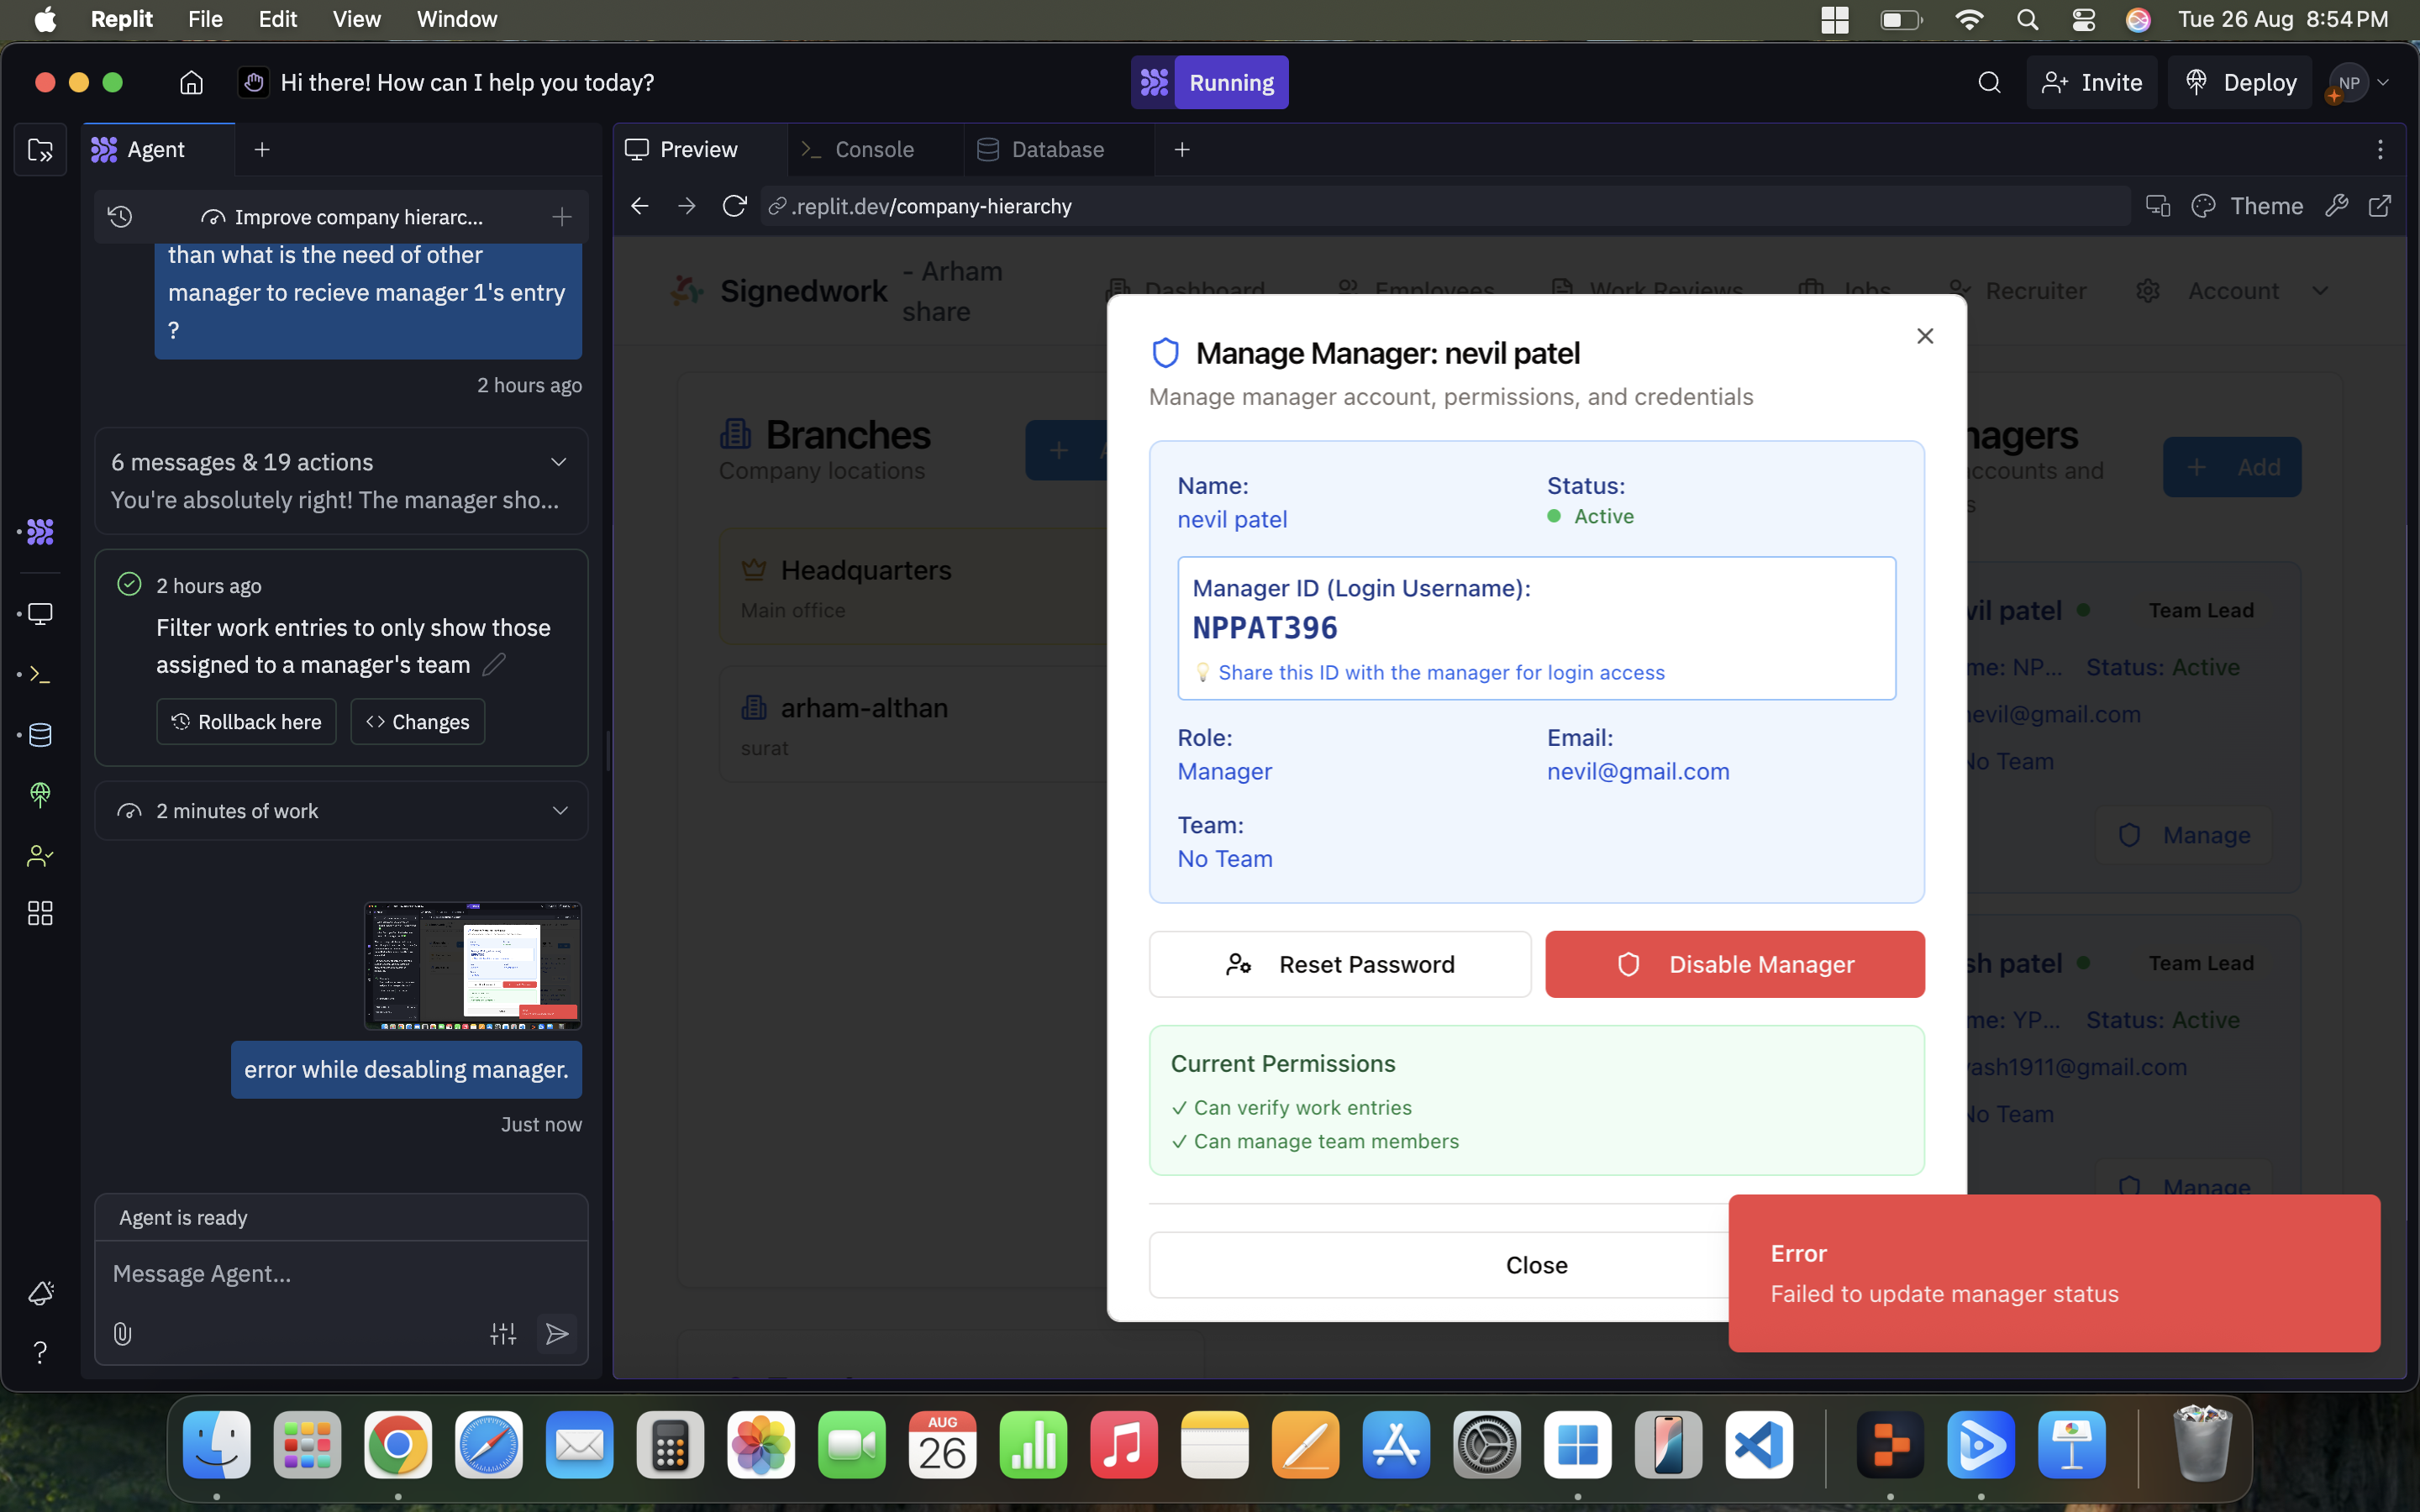 Replit File Edit View Window
Tue 26 Aug 8:54 PM
Hi there! How can I help you today?
Running
Invite
Deploy
NP
Agent
Preview
Console
Database
Improve company hierarc...
.replit.dev/company-hierarchy
Theme
than what is the need of other
manager to recieve manager 1's entry
?
2 hours ago
6 messages & 19 actions
You're absolutely right! The manager sho...
2 hours ago
Filter work entries to only show those
assigned to a manager's team
Rollback here
Changes
2 minutes of work
error while desabling manager.
Just now
Agent is ready
Message Agent...
Signedwork
- Arham
share
Dashboard
Employees
Work Reviews
Jobs
Recruiter
Account
Branches
Company locations
Headquarters
Main office
arham-althan
surat
Manage Manager: nevil patel
Manage manager account, permissions, and credentials
Name:
nevil patel
Status:
Active
Manager ID (Login Username):
NPPAT396
Share this ID with the manager for login access
Role:
Manager
Email:
nevil@gmail.com
Team:
No Team
Reset Password
Disable Manager
Current Permissions
✓ Can verify work entries
✓ Can manage team members
Close
nagers
accounts and
s
Add
vil patel
Team Lead
me: NP... Status: Active
nevil@gmail.com
No Team
Manage
sh patel
Team Lead
me: YP... Status: Active
yash1911@gmail.com
No Team
Manage
Error
Failed to update manager status
AUG
26